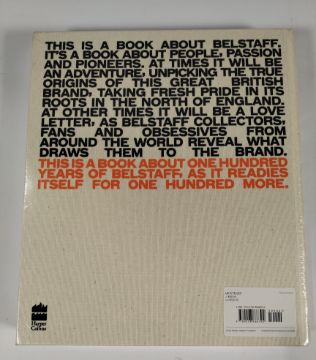 THIS IS A BOOK ABOUT BELSTAFF.
IT'S A BOOK ABOUT PEOPLE, PASSION
AND PIONEERS. AT TIMES IT WILL BE
AN ADVENTURE, UNPICKING THE TRUE
ORIGINS OF THIS GREAT BRITISH
BRAND, TAKING FRESH PRIDE IN ITS
ROOTS IN THE NORTH OF ENGLAND.
AT OTHER TIMES IT WILL BE A LOVE
LETTER, AS BELSTAFF COLLECTORS,
FANS AND OBSESSIVES FROM
AROUND THE WORLD REVEAL WHAT
DRAWS THEM TO THE BRAND.
THIS IS A BOOK ABOUT ONE HUNDRED
YEARS OF BELSTAFF, AS IT READIES
ITSELF FOR ONE HUNDRED MORE.
Harper
Collins